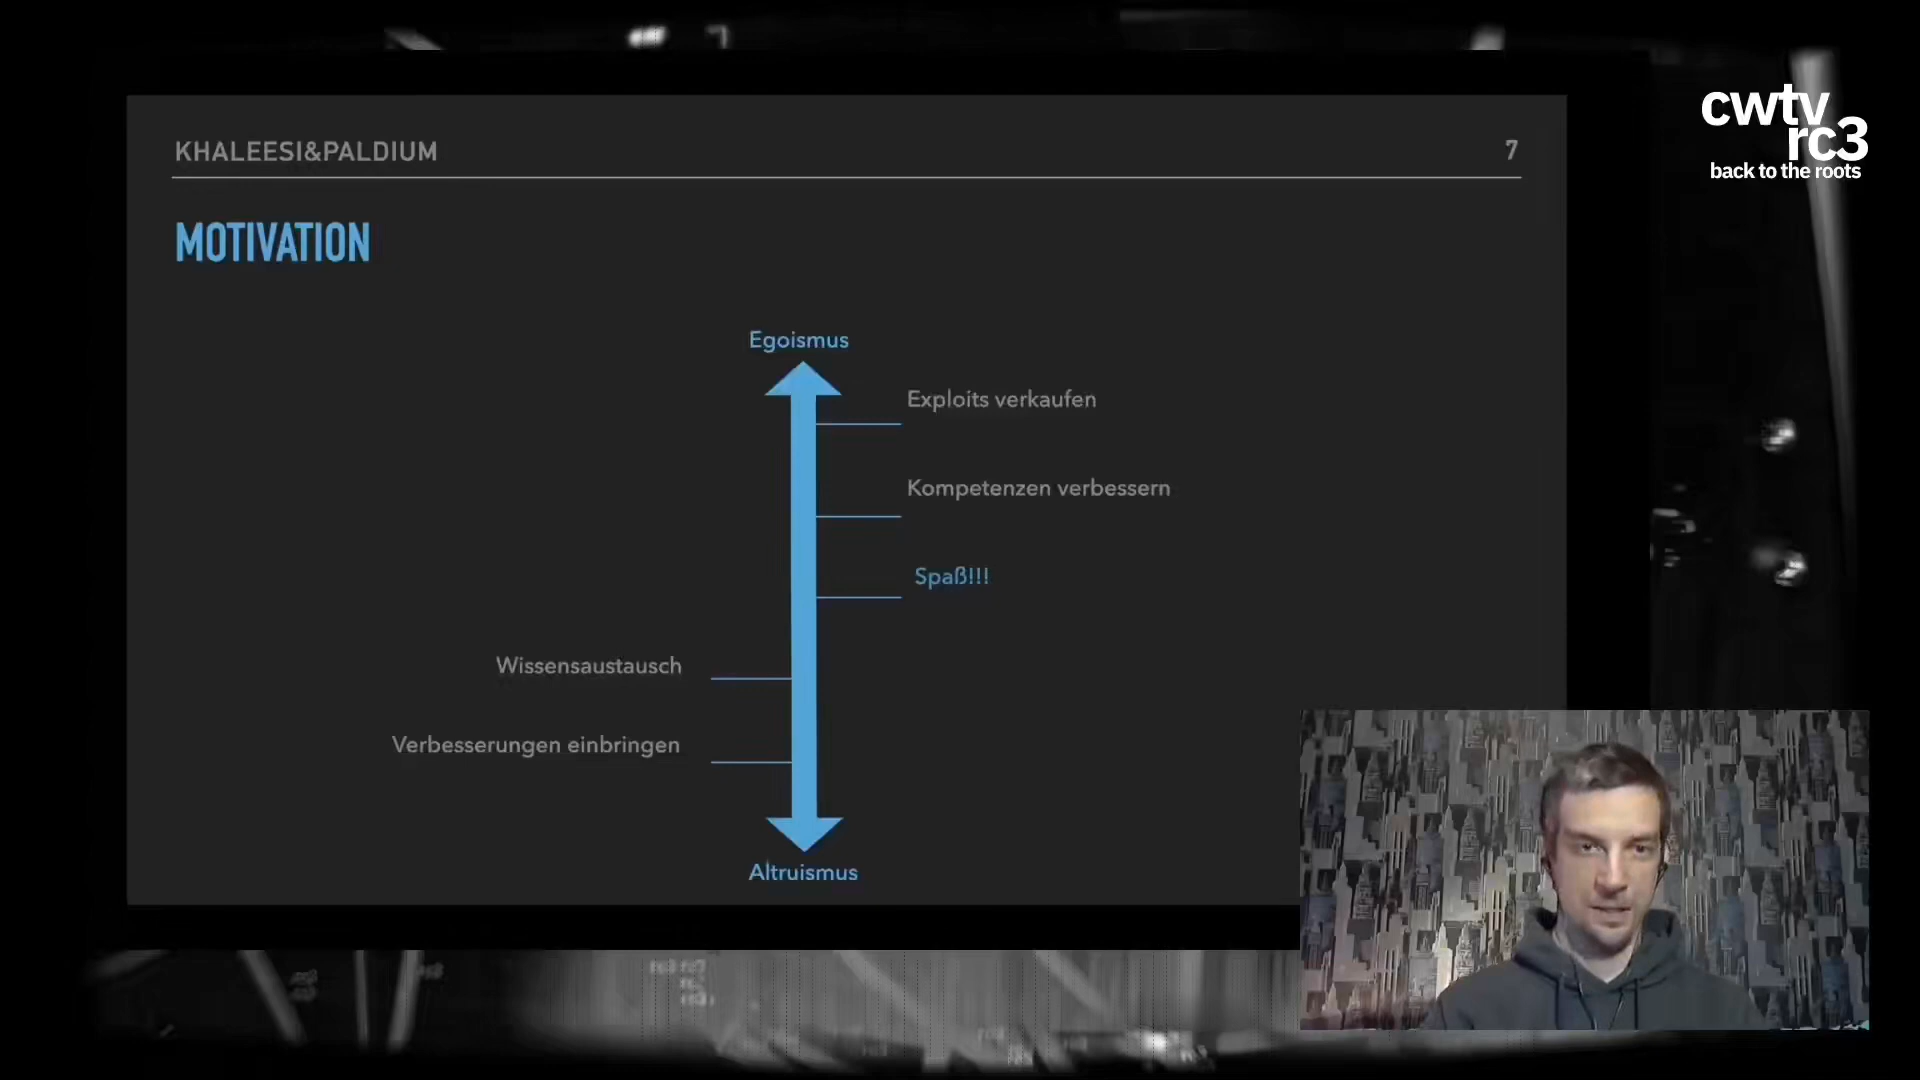 KHALEESI&PALDIUM
7
cwtv
rc3
back to the roots
MOTIVATION
Egoismus
Exploits verkaufen
Kompetenzen verbessern
Spaß!!!
Wissensaustausch
Verbesserungen einbringen
Altruismus